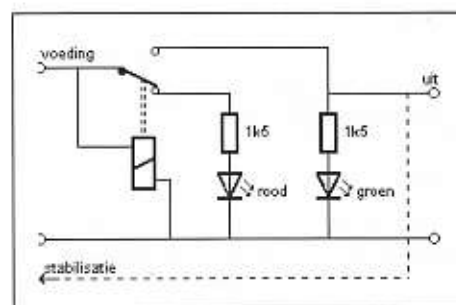 voeding
uit
1k5
1k5
rood
groen
stabilisatie